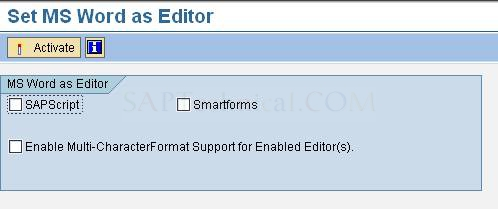 Set MS Word as Editor
Activate
MS Word as Editor
SAPScript
Smartforms
SAPTechnical.COM
Enable Multi-CharacterFormat Support for Enabled Editor(s).